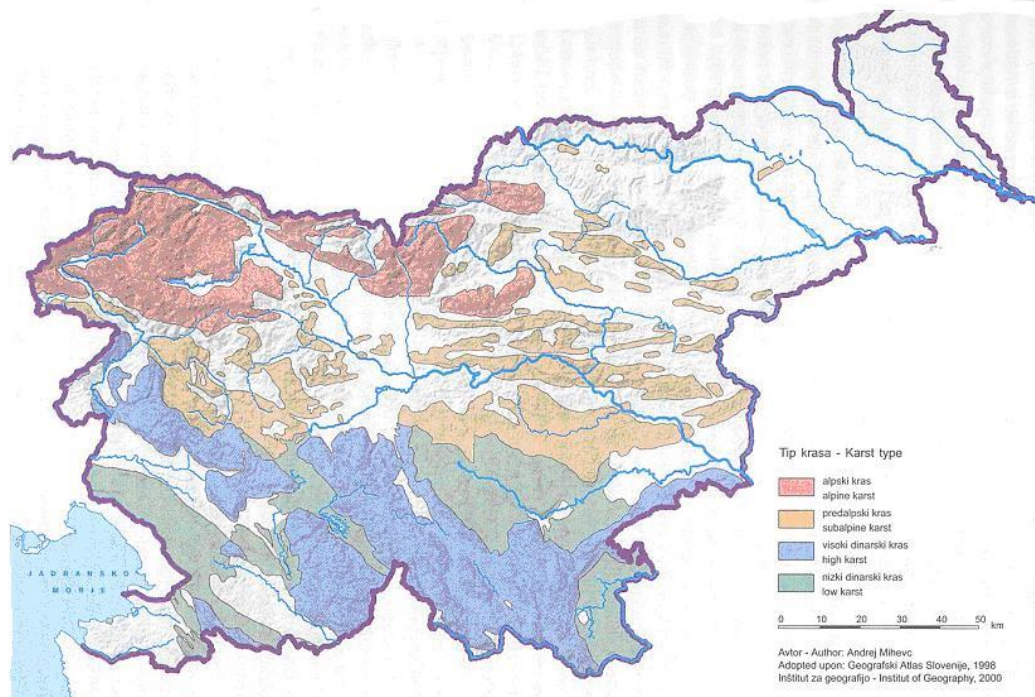 JADRANSKO
MORJE
Tip krasa - Karst type
alpski kras
alpine karst
predalpski kras
subalpine karst
visoki dinarski kras
high karst
nizki dinarski kras
low karst
0 10 20 30 40 50 km
Avtor - Author: Andrej Mihevc
Adopted upon: Geografski Atlas Slovenije, 1998
Inštitut za geografijo - Institut of Geography, 2000